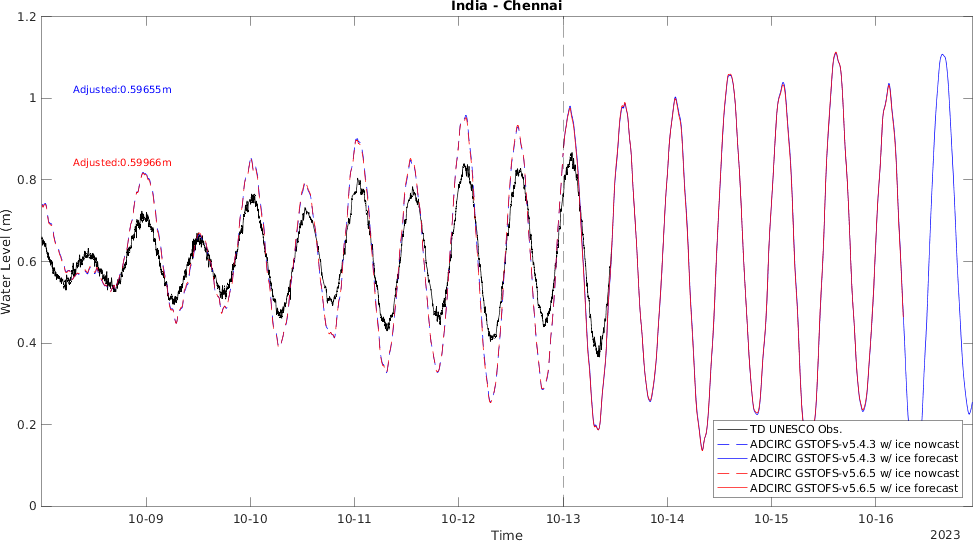 India - Chennai
1.2
1
0.8
0.6
0.4
0.2
0
Water Level (m)
Adjusted:0.59655m
Adjusted:0.59966m
TD UNESCO Obs.
ADCIRC GSTOFS-v5.4.3 w/ ice nowcast
ADCIRC GSTOFS-v5.4.3 w/ ice forecast
ADCIRC GSTOFS-v5.6.5 w/ ice nowcast
ADCIRC GSTOFS-v5.6.5 w/ ice forecast
10-09 10-10 10-11 10-12 10-13 10-14 10-15 10-16
Time
2023